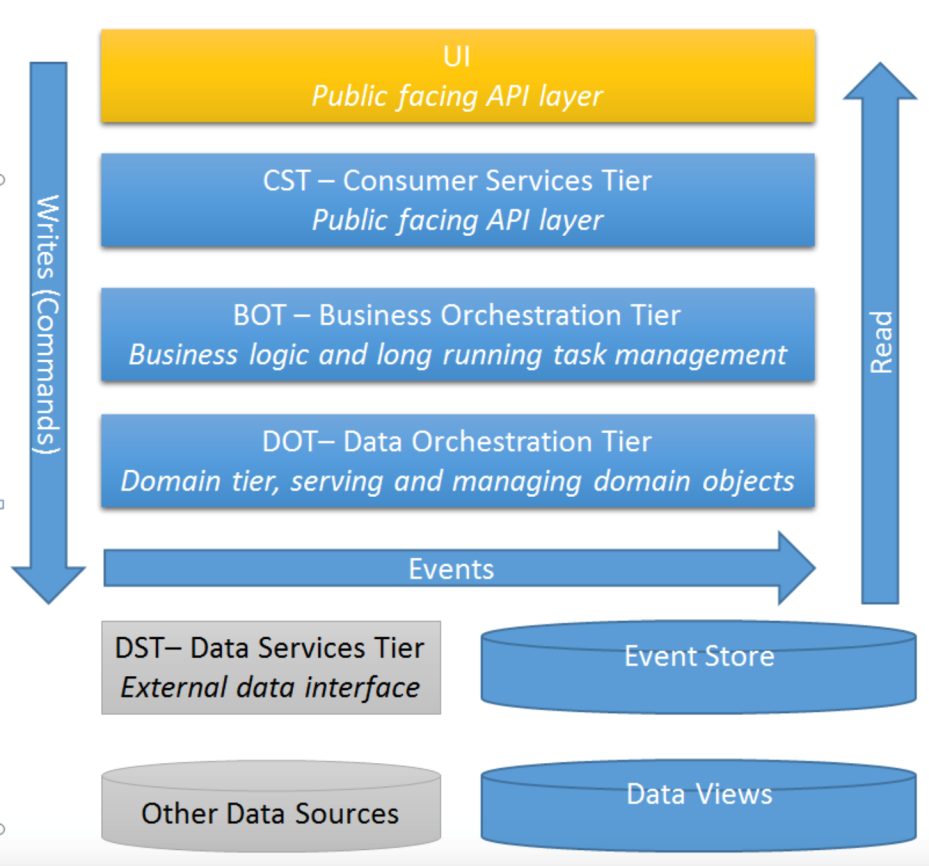 UI
Public facing API layer
CST – Consumer Services Tier
Public facing API layer
Writes (Commands)
BOT – Business Orchestration Tier
Business logic and long running task management
Read
DOT– Data Orchestration Tier
Domain tier, serving and managing domain objects
Events
DST– Data Services Tier
External data interface
Event Store
Other Data Sources
Data Views